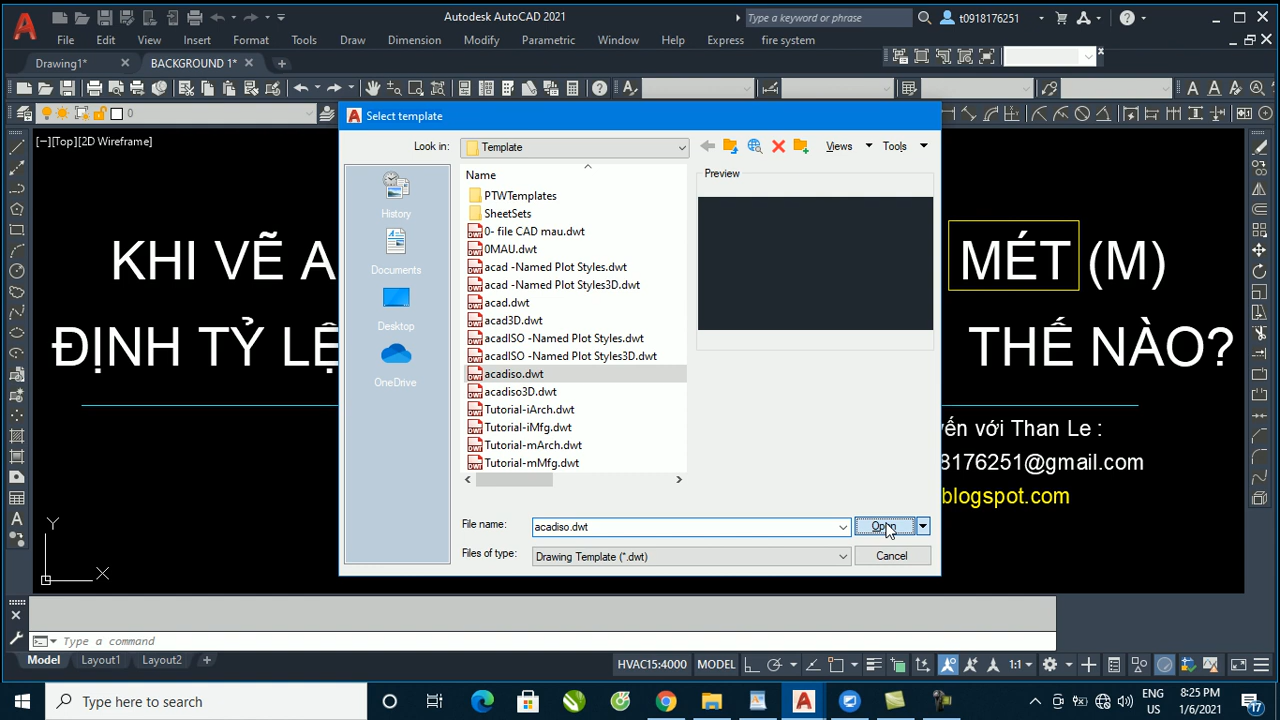 Autodesk AutoCAD 2021
Type a keyword or phrase
t0918176251
File Edit View Insert Format Tools Draw Dimension Modify Parametric Window Help Express fire system
Drawing1*
BACKGROUND 1*
0
[−][Top][2D Wireframe]
Select template
Look in:
Template
Views
Tools
History
Documents
Desktop
OneDrive
Name
PTWTemplates
SheetSets
0- file CAD mau.dwt
0MAU.dwt
acad -Named Plot Styles.dwt
acad -Named Plot Styles3D.dwt
acad.dwt
acad3D.dwt
acadISO -Named Plot Styles.dwt
acadISO -Named Plot Styles3D.dwt
acadiso.dwt
acadiso3D.dwt
Tutorial-iArch.dwt
Tutorial-iMfg.dwt
Tutorial-mArch.dwt
Tutorial-mMfg.dwt
Preview
File name:
acadiso.dwt
Open
Files of type:
Drawing Template (*.dwt)
Cancel
KHI VẼ A MÉT (M)
ĐỊNH TỶ LỆ THẾ NÀO?
ến với Than Le :
8176251@gmail.com
blogspot.com
Y
X
Type a command
Model Layout1 Layout2 +
HVAC15:4000
MODEL
1:1
Type here to search
ENG
US
8:25 PM
1/6/2021
17